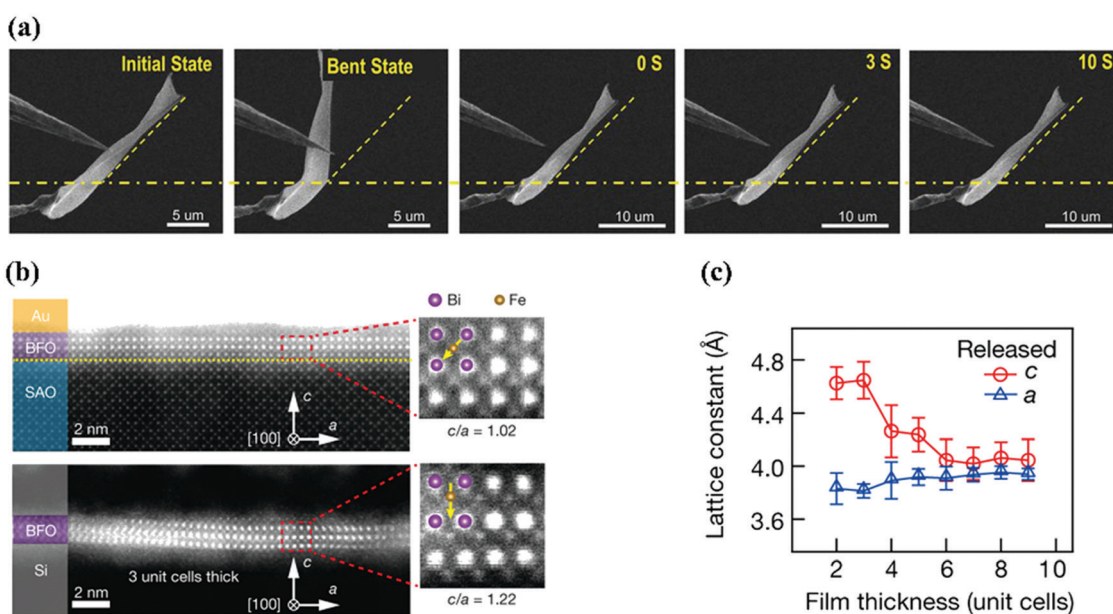 (a)
Initial State
5 um
Bent State
5 um
0 S
10 um
3 S
10 um
10 S
10 um
(b)
Au
BFO
SAO
2 nm
c
[100]
a
Bi
Fe
c/a = 1.02
BFO
Si
2 nm
3 unit cells thick
c
[100]
a
c/a = 1.22
(c)
Lattice constant (Å)
4.8
4.4
4.0
3.6
Released
c
a
2
4
6
8
10
Film thickness (unit cells)